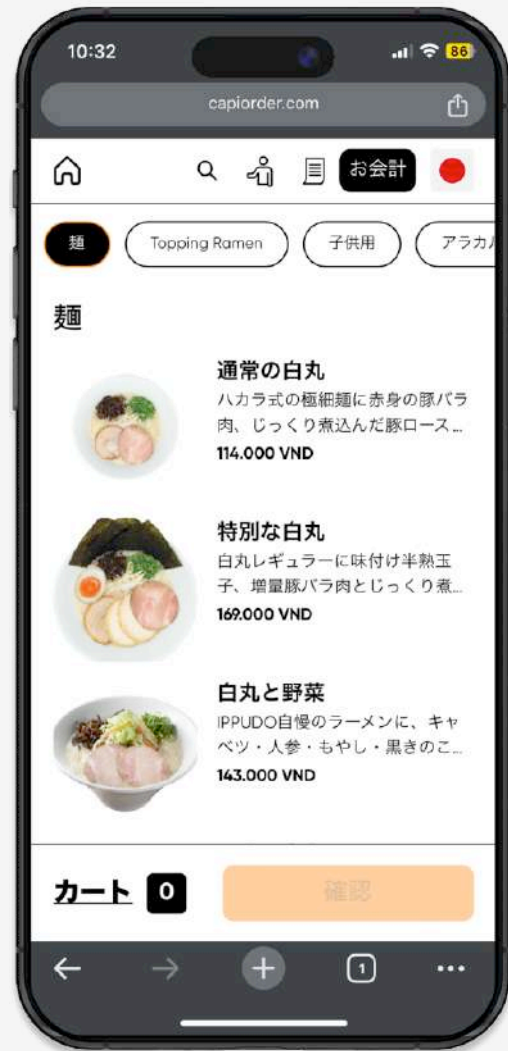 10:32
86
capiorder.com
お会計
麺
Topping Ramen
子供用
アラカル
麺
通常の白丸
ハカラ式の極細麺に赤身の豚バラ
肉、じっくり煮込んだ豚ロース...
114.000 VND
特別な白丸
白丸レギュラーに味付け半熟玉
子、増量豚バラ肉とじっくり煮...
169.000 VND
白丸と野菜
IPPUDO自慢のラーメンに、キャ
ベツ・人参・もやし・黒きのこ...
143.000 VND
カート 0
確認
1